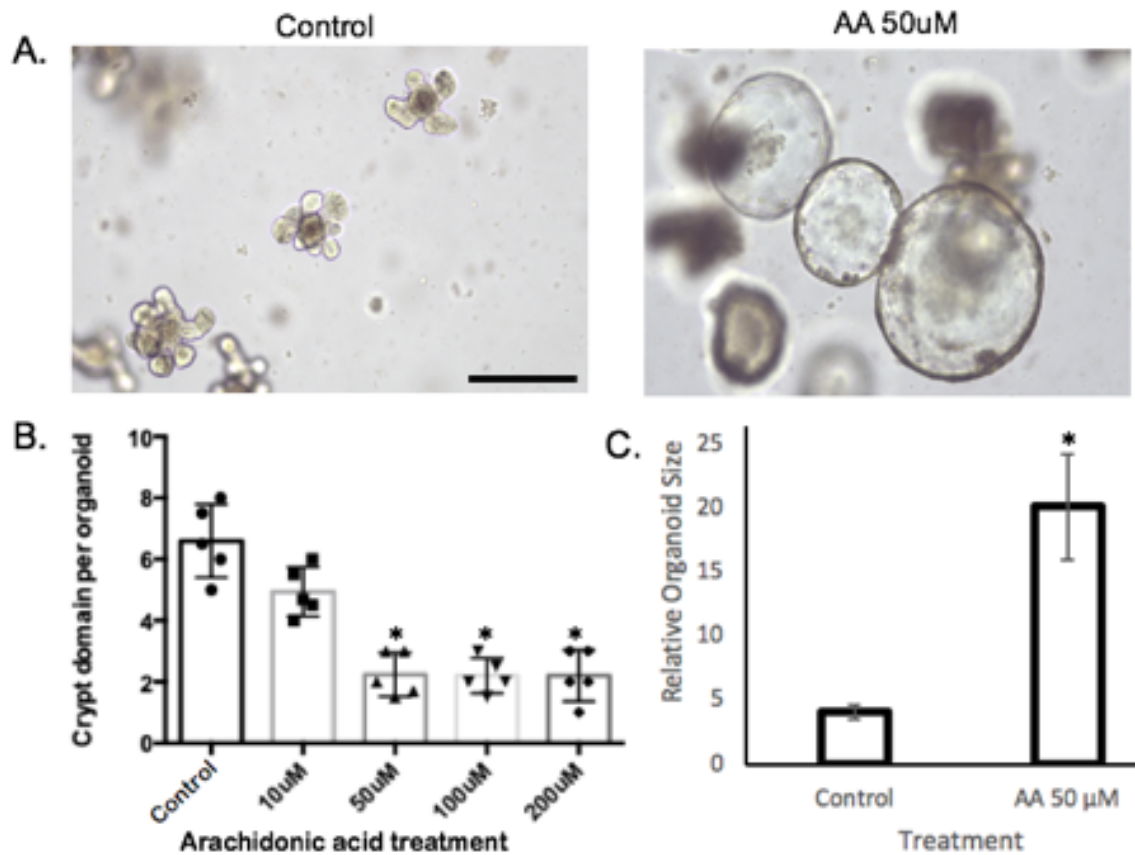 Control
AA 50uM
A.
B.
Crypt domain per organoid
10
8
6
4
2
0
*
*
*
Control
10uM
50uM
100uM
200uM
Arachidonic acid treatment
C.
Relative Organoid Size
25
20
15
10
5
0
*
Control
AA 50 µM
Treatment